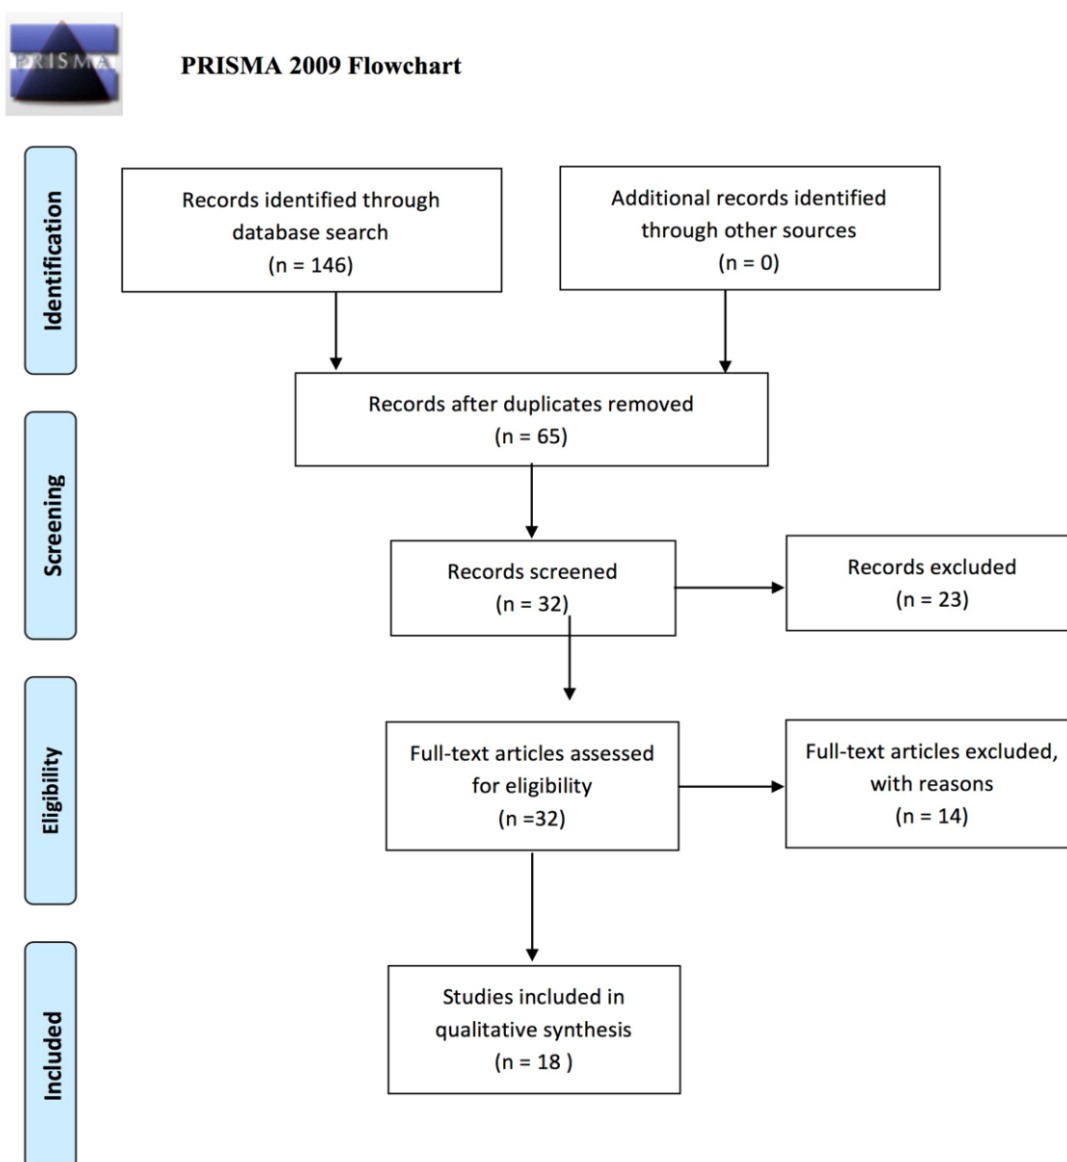 PRISMA
PRISMA 2009 Flowchart
Identification
Records identified through
database search
(n = 146)
Additional records identified
through other sources
(n = 0)
Records after duplicates removed
(n = 65)
Screening
Records screened
(n = 32)
Records excluded
(n = 23)
Eligibility
Full-text articles assessed
for eligibility
(n =32)
Full-text articles excluded,
with reasons
(n = 14)
Included
Studies included in
qualitative synthesis
(n = 18 )